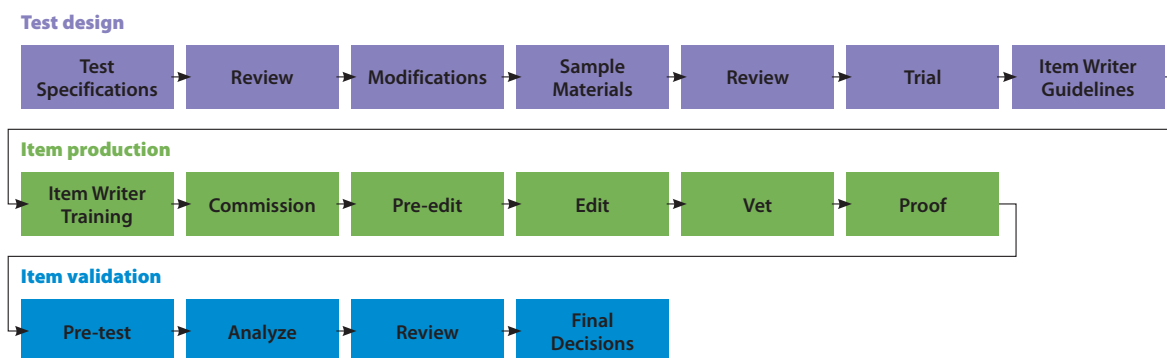 Test design
Test
Specifications
Review
Modifications
Sample
Materials
Review
Trial
Item Writer
Guidelines
Item production
Item Writer
Training
Commission
Pre-edit
Edit
Vet
Proof
Item validation
Pre-test
Analyze
Review
Final
Decisions